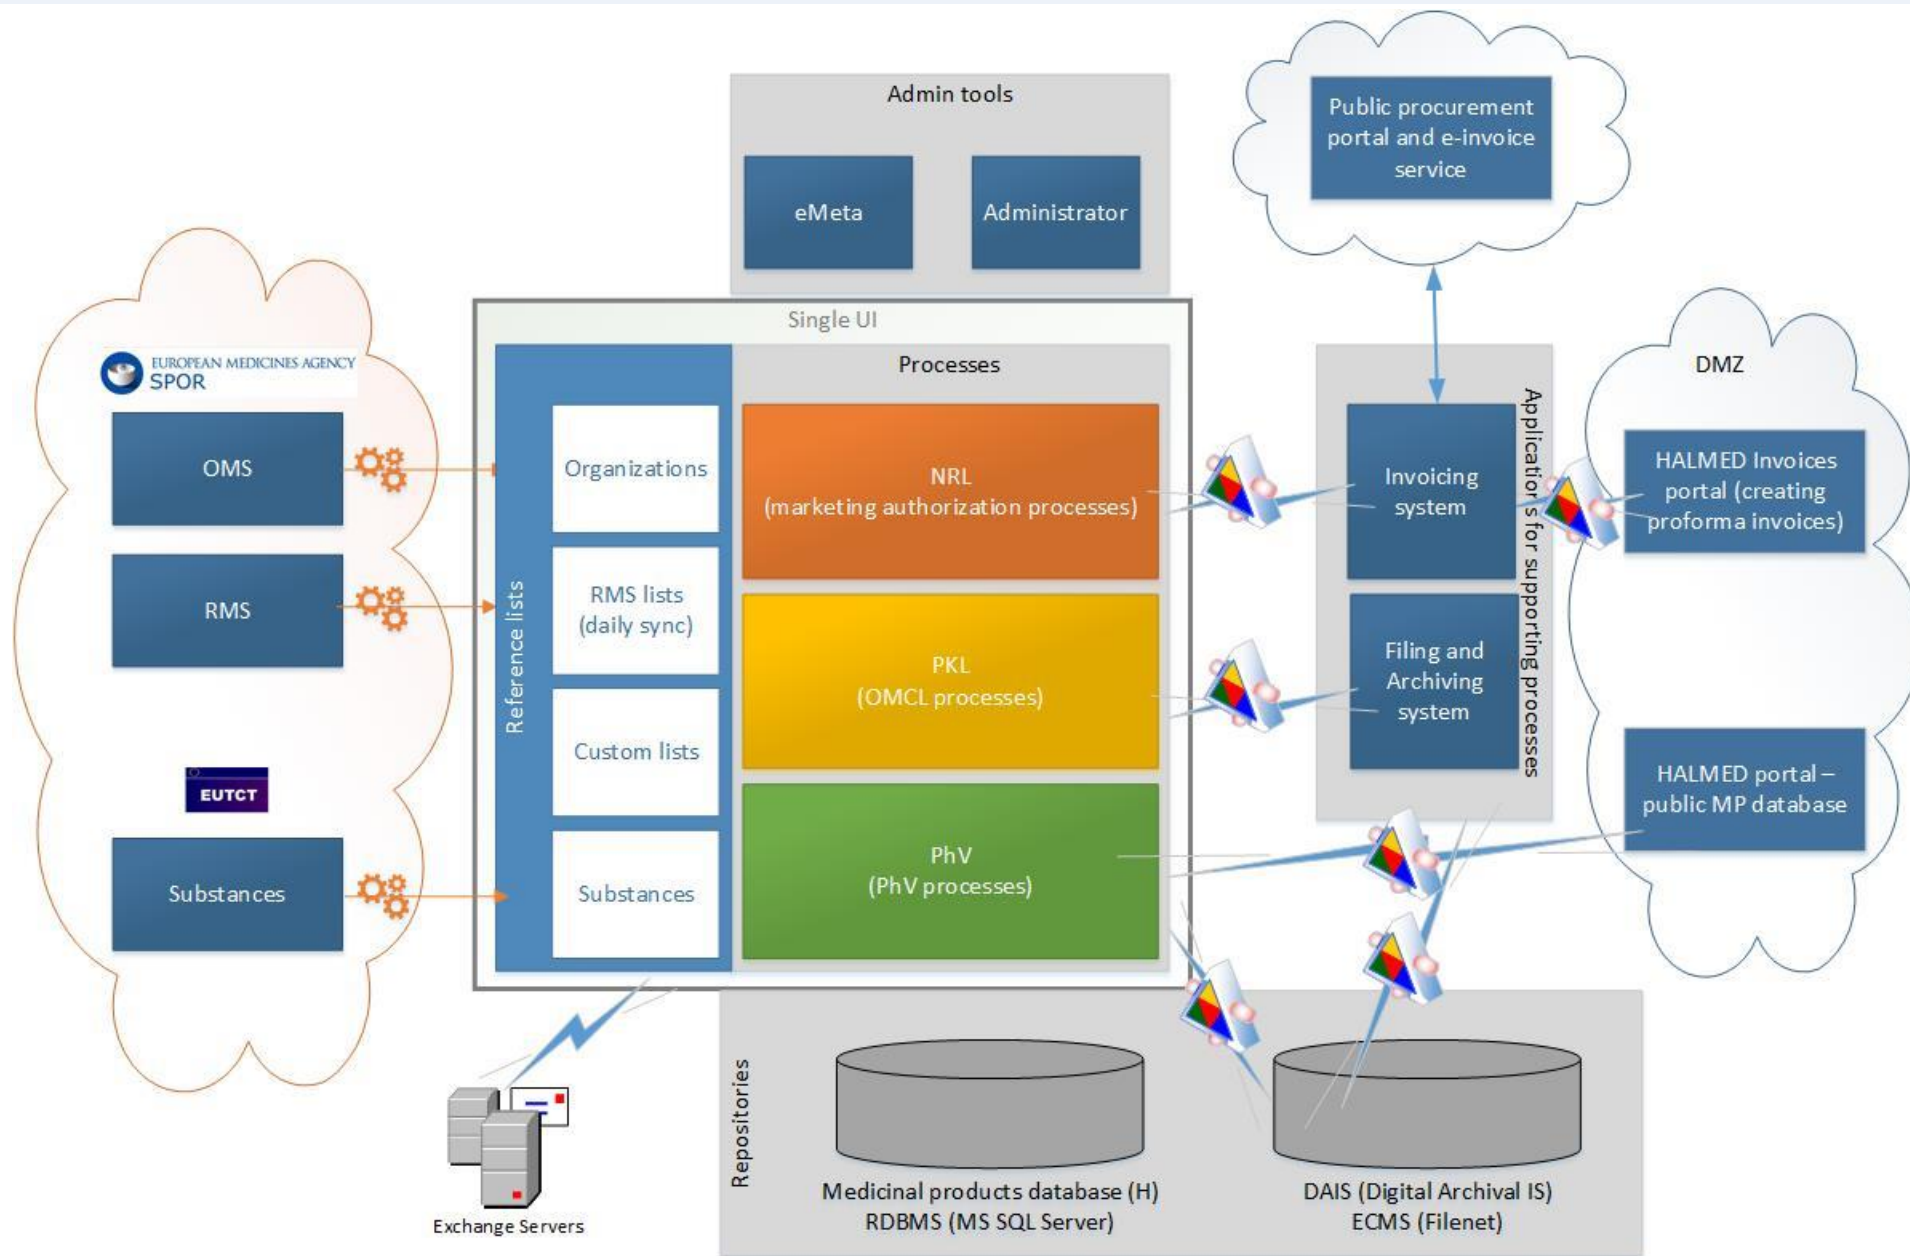 Admin tools
eMeta
Administrator
Public procurement
portal and e-invoice
service
EUROPEAN MEDICINES AGENCY
SPOR
OMS
RMS
EUTCT
Substances
Single UI
Reference lists
Organizations
RMS lists
(daily sync)
Custom lists
Substances
Processes
NRL
(marketing authorization processes)
PKL
(OMCL processes)
PhV
(PhV processes)
Invoicing
system
Filing and
Archiving
system
Applications for supporting processes
DMZ
HALMED Invoices
portal (creating
proforma invoices)
HALMED portal –
public MP database
Exchange Servers
Repositories
Medicinal products database (H)
RDBMS (MS SQL Server)
DAIS (Digital Archival IS)
ECMS (Filenet)